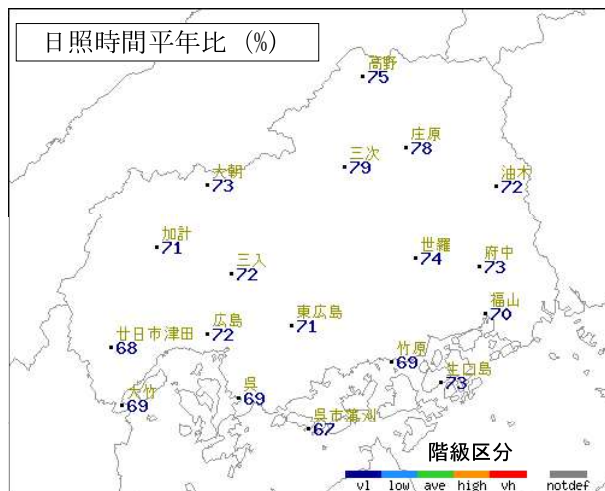 日照時間平年比 (%)
高野
75
庄原
78
三次
79
大朝
73
油木
72
加計
71
世羅
74
府中
73
三入
72
福山
70
東広島
71
広島
72
廿日市津田
68
竹原
69
生口島
73
大竹
69
呉
69
呉市蒲刈
67
階級区分
vl low ave high vh notdef